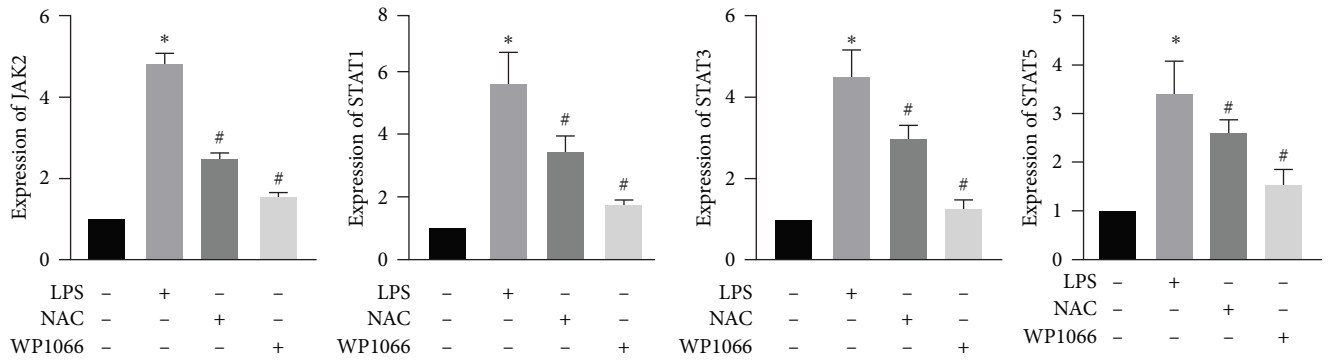 Expression of JAK2
6
4
2
0
*
#
#
LPS – + – –
NAC – – + –
WP1066 – – – +
Expression of STAT1
8
6
4
2
0
*
#
#
LPS – + – –
NAC – – + –
WP1066 – – – +
Expression of STAT3
6
4
2
0
*
#
#
LPS – + – –
NAC – – + –
WP1066 – – – +
Expression of STAT5
5
4
3
2
1
0
*
#
#
LPS – + – –
NAC – – + –
WP1066 – – – +